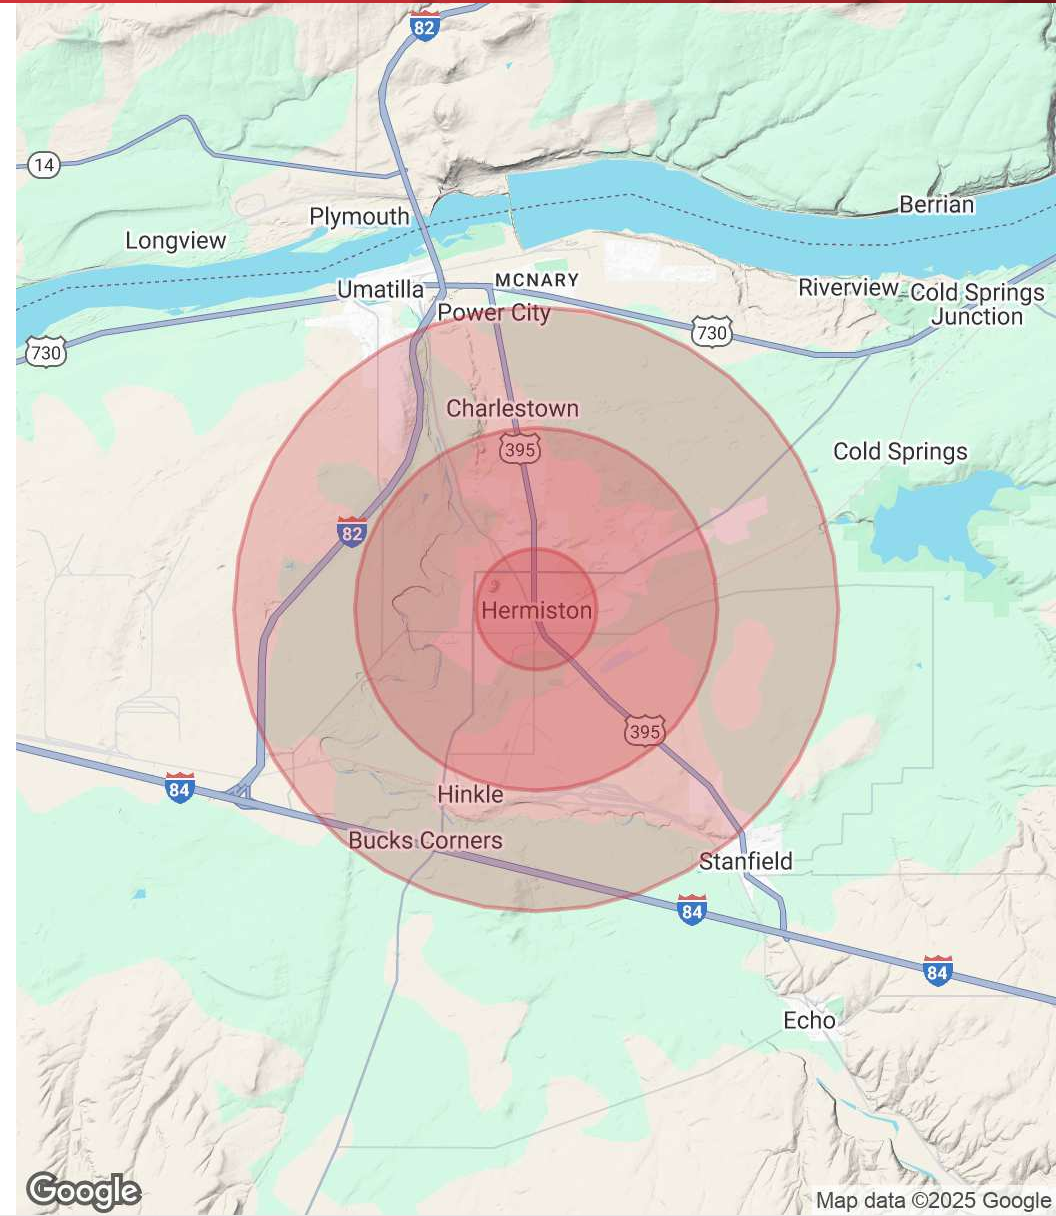 82
14
Berrian
Plymouth
Longview
MCNARY
Umatilla
Riverview
Cold Springs
Junction
Power City
730
730
Charlestown
395
Cold Springs
82
Hermiston
395
84
Hinkle
Bucks Corners
Stanfield
84
84
Echo
Google
Map data ©2025 Google